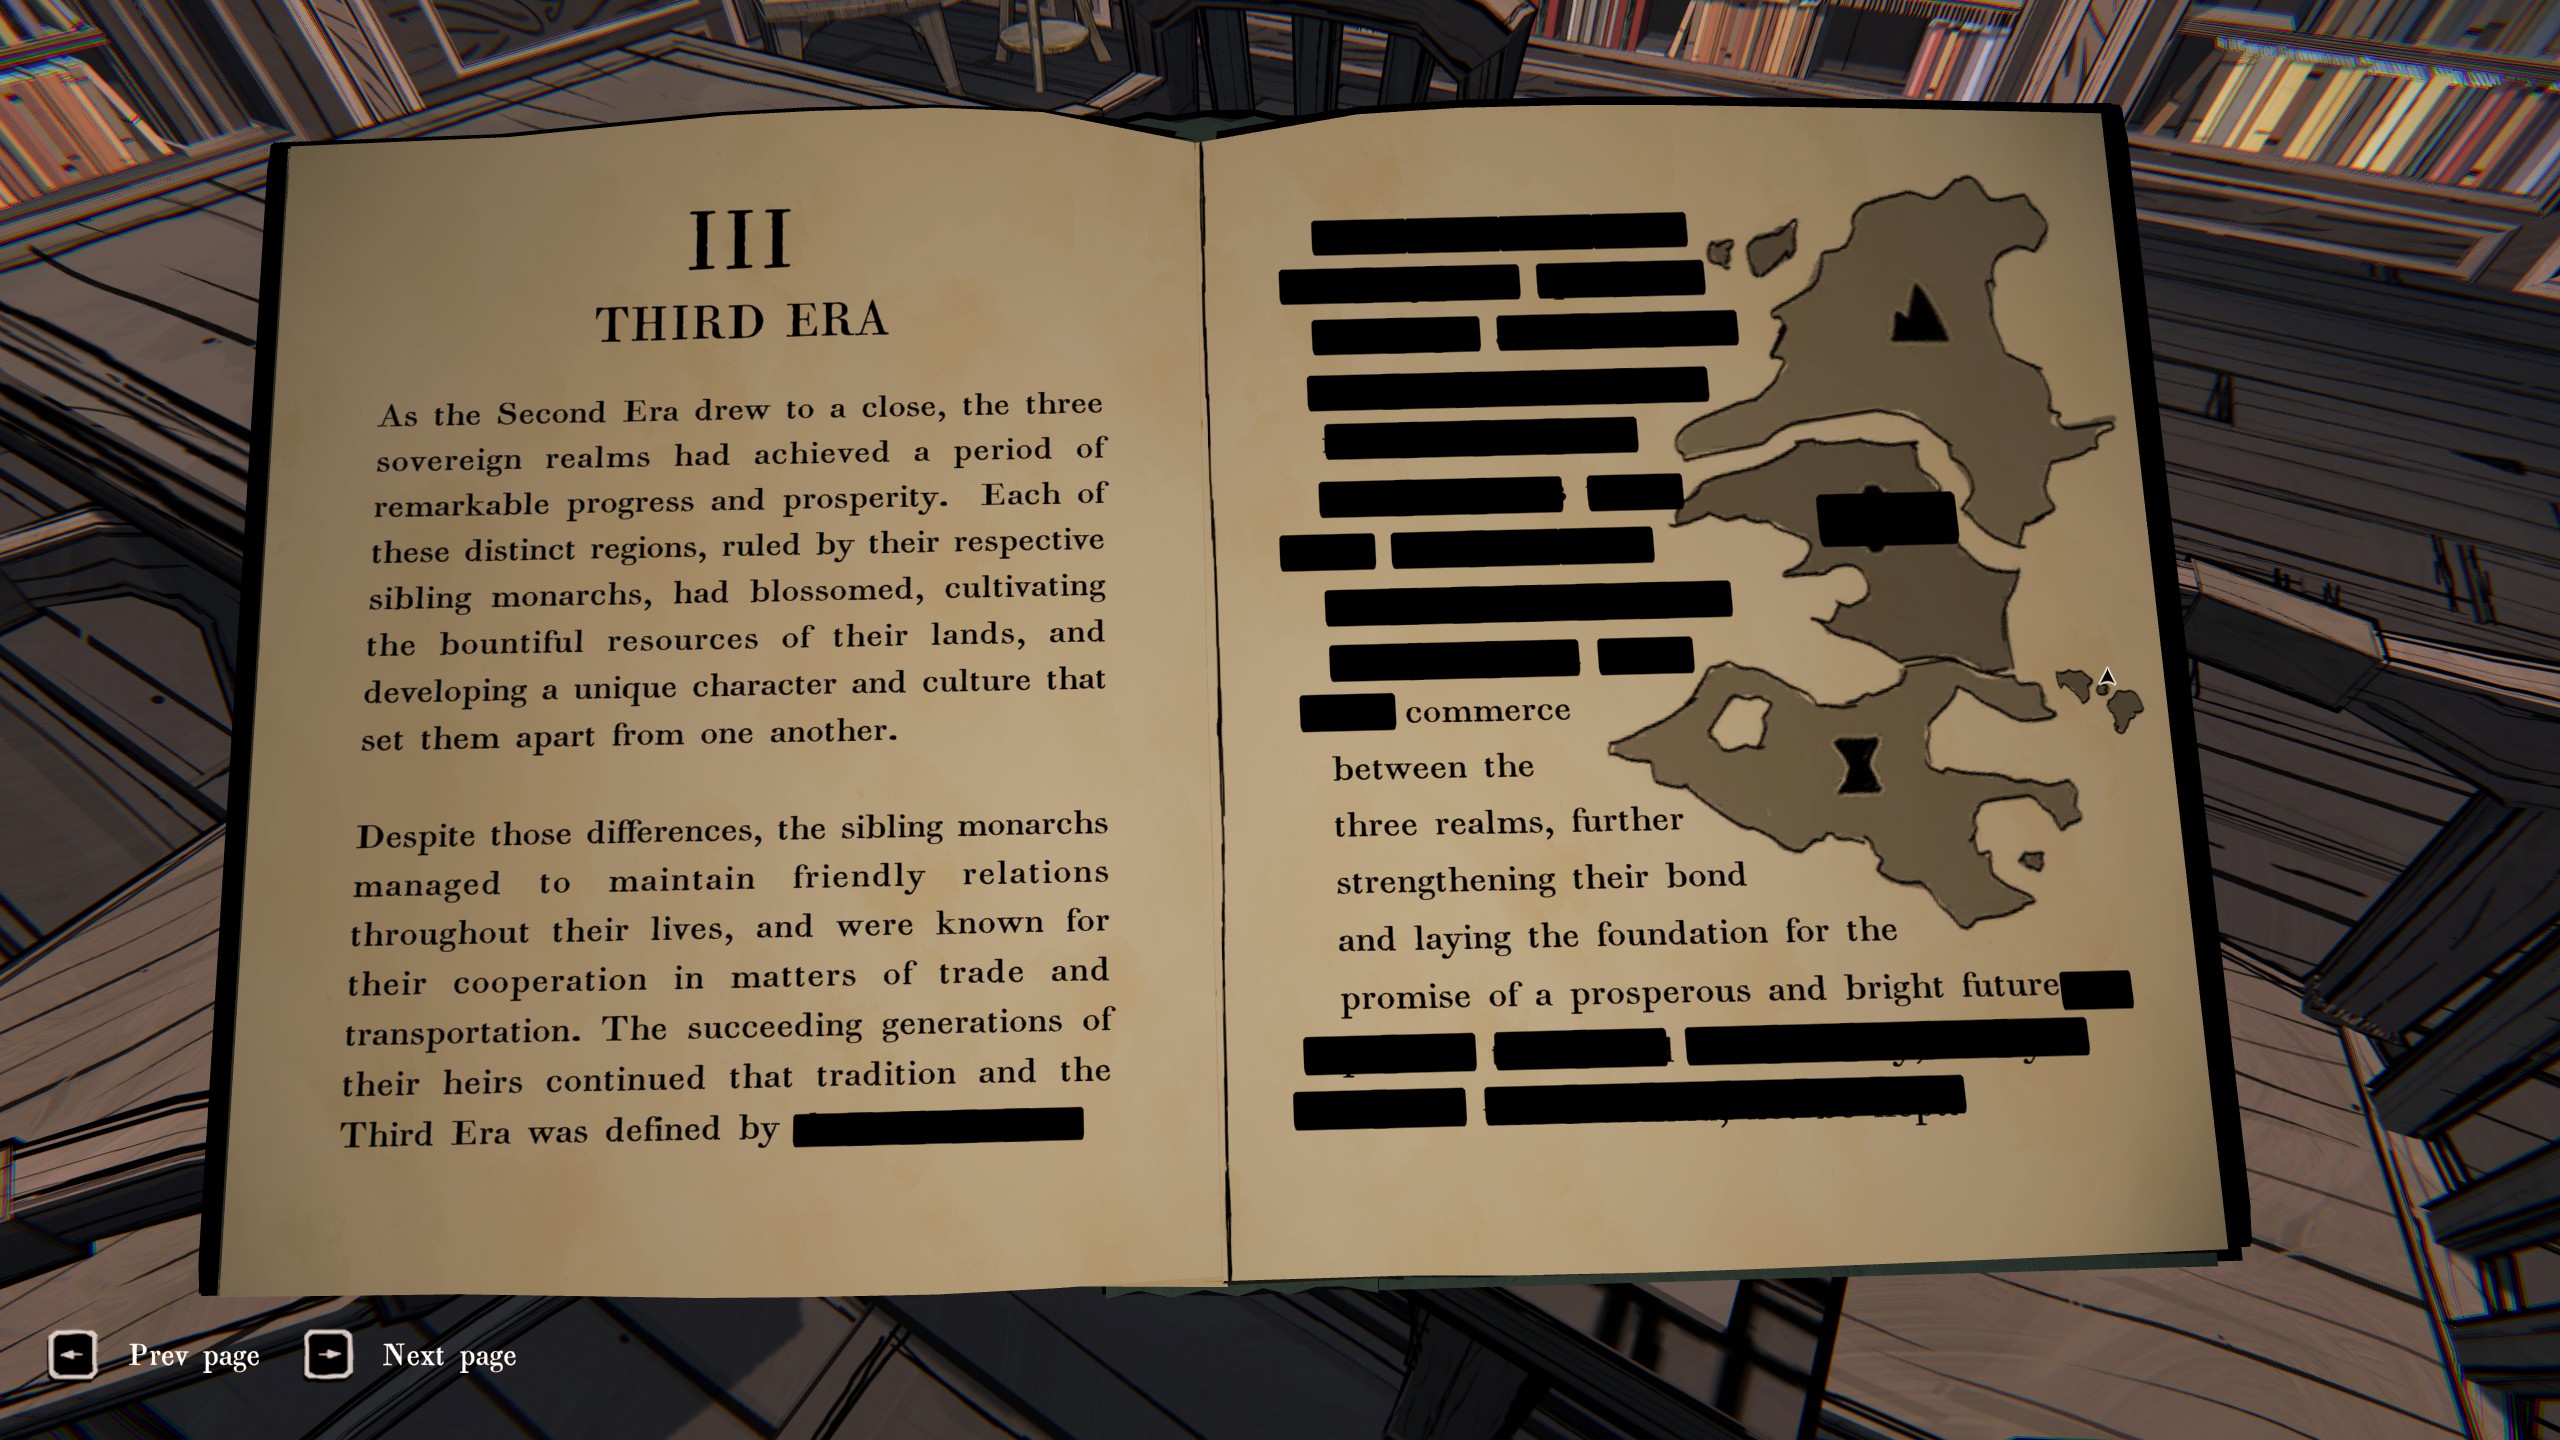 III
THIRD ERA
As the Second Era drew to a close, the three
sovereign realms had achieved a period of
remarkable progress and prosperity. Each of
these distinct regions, ruled by their respective
sibling monarchs, had blossomed, cultivating
the bountiful resources of their lands, and
developing a unique character and culture that
set them apart from one another.
Despite those differences, the sibling monarchs
managed to maintain friendly relations
throughout their lives, and were known for
their cooperation in matters of trade and
transportation. The succeeding generations of
their heirs continued that tradition and the
Third Era was defined by
commerce
between the
three realms, further
strengthening their bond
and laying the foundation for the
promise of a prosperous and bright future
Prev page
Next page